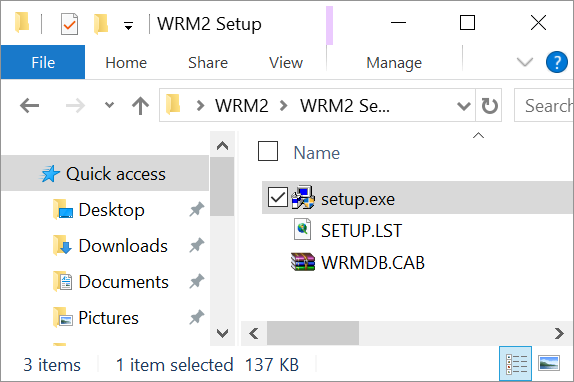 WRM2 Setup
File Home Share View Manage ?
WRM2 WRM2 Se... Search
Quick access
Desktop
Downloads
Documents
Pictures
Name
setup.exe
SETUP.LST
WRMDB.CAB
3 items 1 item selected 137 KB